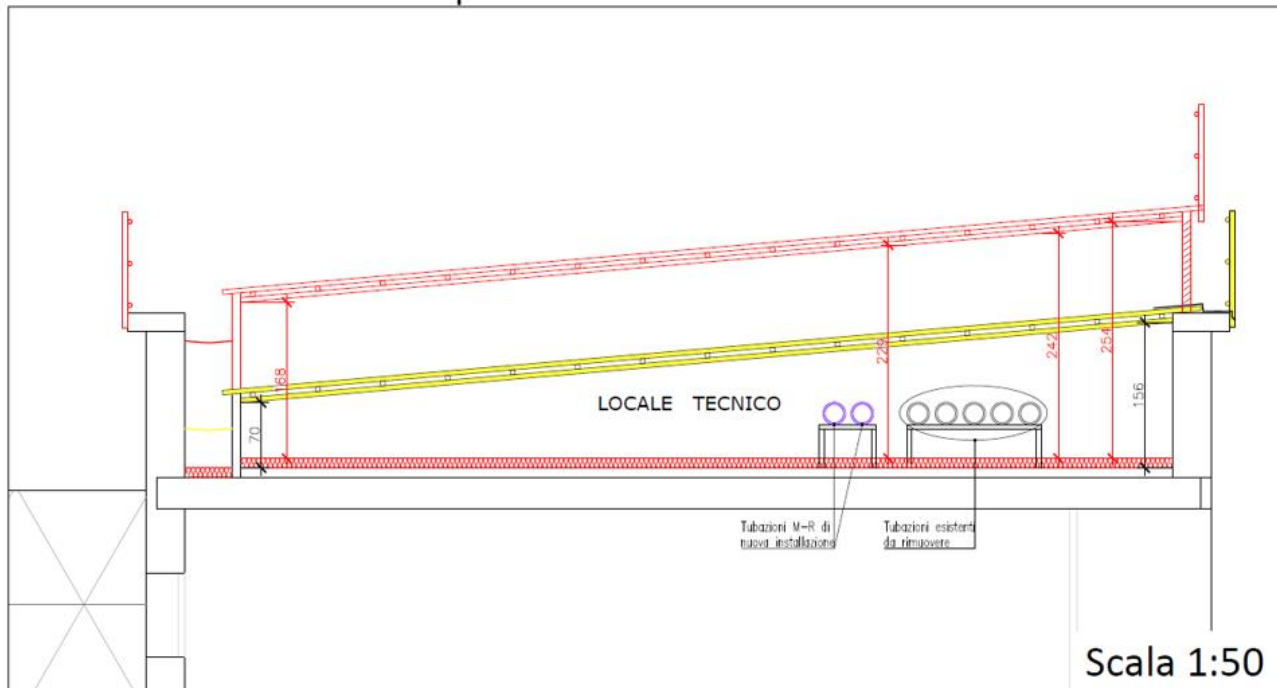 168
70
LOCALE TECNICO
229
242
254
156
Tubazioni M-R di
nuova installazione
Tubazioni esistenti
da rimuovere
Scala 1:50